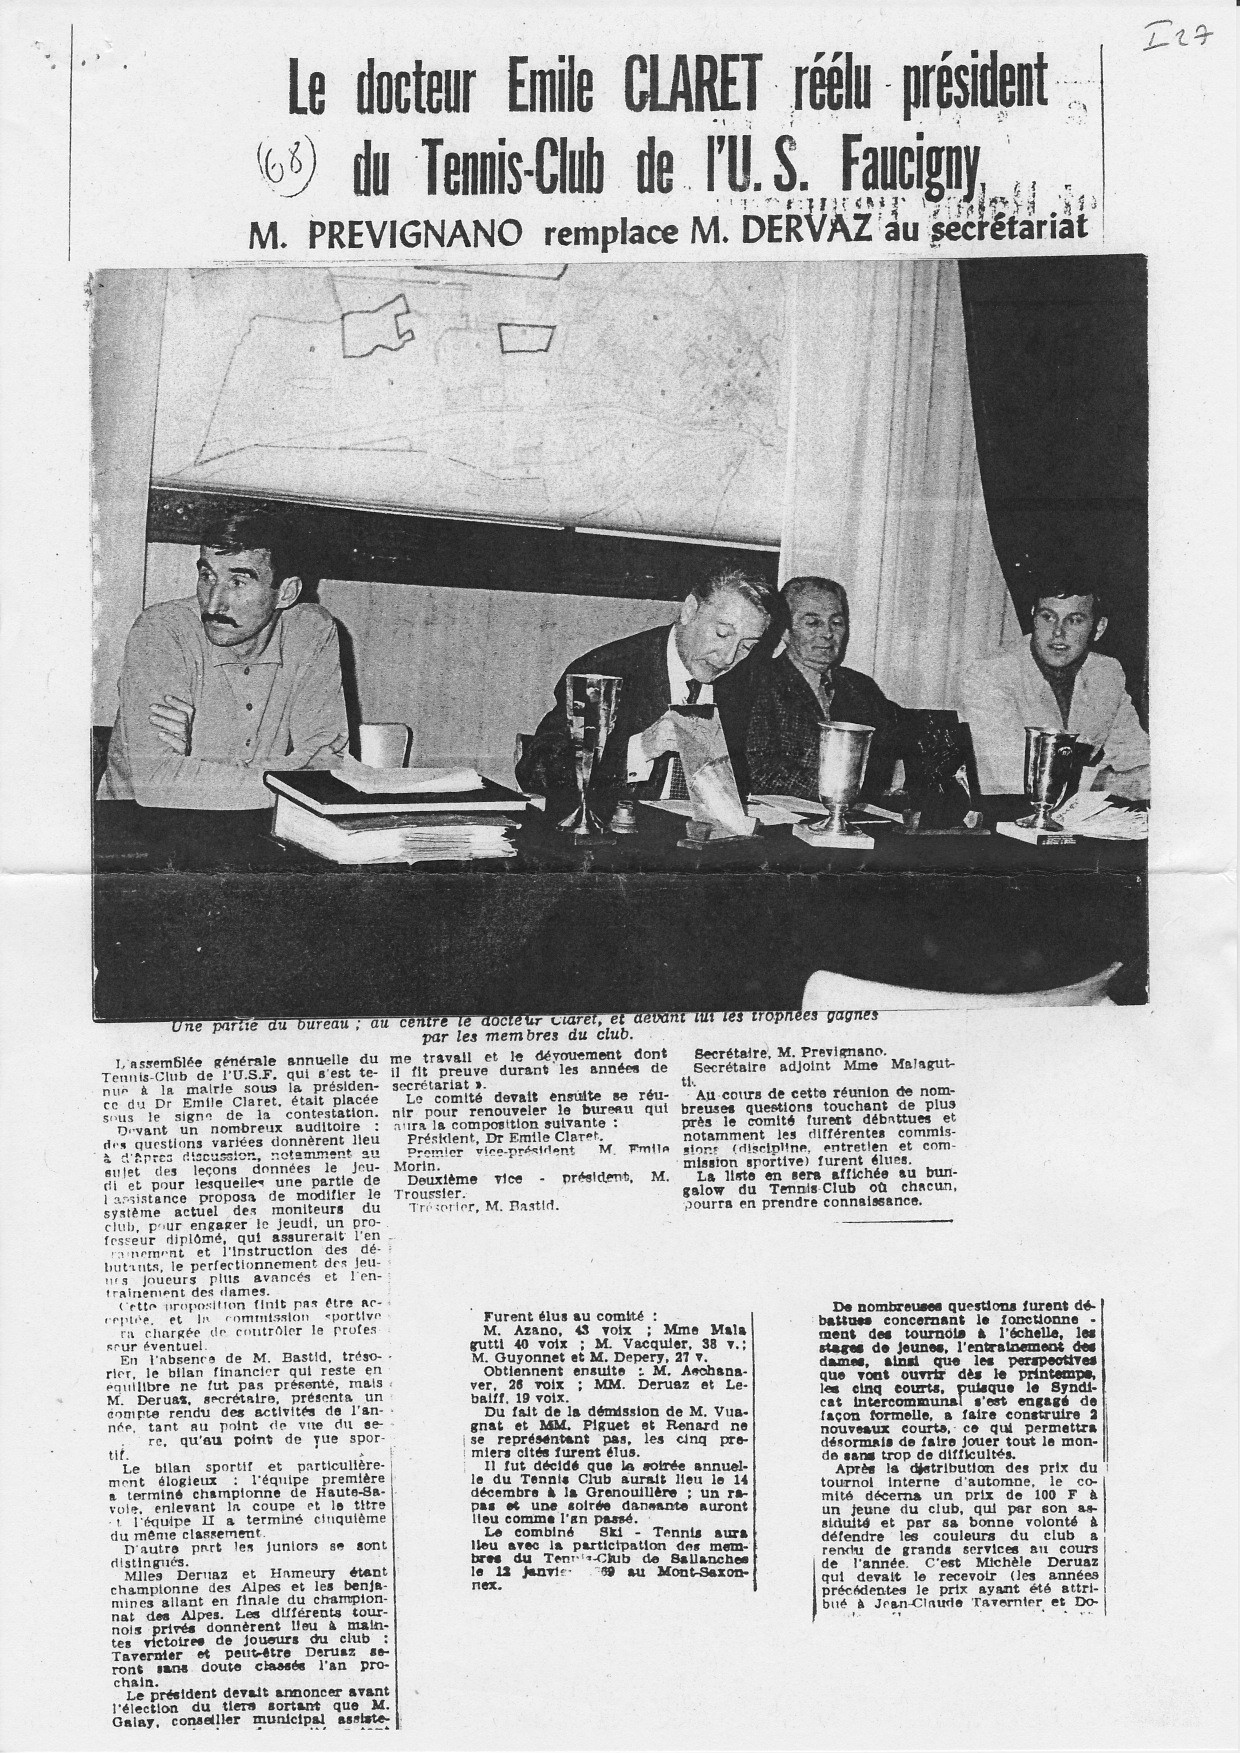 I27
Le docteur Emile CLARET réélu président
(68)
du Tennis-Club de l'U.S. Faucigny
M. PREVIGNANO remplace M. DERVAZ au secrétariat
Une partie du bureau ; au centre le docteur Claret, et devant lui les trophées gagnés
par les membres du club.
L'assemblée générale annuelle du
Tennis-Club de l'U.S.F. qui s'est te-
nue à la mairie sous la présiden-
ce du Dr Emile Claret, était placée
sous le signe de la contestation.
Devant un nombreux auditoire :
des questions variées donnèrent lieu
à d'âpres discussion, notamment au
sujet des leçons données le jeu-
di et pour lesquelles une partie de
l'assistance proposa de modifier le
système actuel des moniteurs du
club, pour engager le jeudi, un pro-
fesseur diplômé, qui assurerait l'en
rainement et l'instruction des dé-
butants, le perfectionnement des jeu-
nes joueurs plus avancés et l'en-
traînement des dames.
Cette proposition finit pas être ac-
ceptée, et la commission sportive
ra chargée de contrôler le profes
seur éventuel.
En l'absence de M. Bastid, tréso-
rier, le bilan financier qui reste en
équilibre ne fut pas présenté, mais
M. Deruaz, secrétaire, présenta un
compte rendu des activités de l'an-
née, tant au point de vue du se-
re, qu'au point de vue spor-
tif.
Le bilan sportif et particulière-
ment élogieux : l'équipe première
a terminé championne de Haute-Sa-
voie, enlevant la coupe et le titre
et l'équipe II a terminé cinquième
du même classement.
D'autre part les juniors se sont
distingués.
Mlles Deruaz et Hameury étant
championne des Alpes et les benja-
mines allant en finale du champion-
nat des Alpes. Les différents tour-
nois privés donnèrent lieu à main-
tes victoires de joueurs du club :
Tavernier et peut-être Deruaz se-
ront sans doute classés l'an pro-
chain.
Le président devait annoncer avant
l'élection du tiers sortant que M.
Galay, conseiller municipal assiste-
me travail et le dévouement dont
il fit preuve durant les années de
secrétariat ».
Le comité devait ensuite se réu-
nir pour renouveler le bureau qui
aura la composition suivante :
Président, Dr Emile Claret.
Premier vice-président M. Emile
Morin.
Deuxième vice - président, M.
Troussier.
Trésorier, M. Bastid.
Secrétaire, M. Prevignano.
Secrétaire adjoint Mme Malagut-
ti.
Au cours de cette réunion de nom-
breuses questions touchant de plus
près le comité furent débattues et
notamment les différentes commis-
sions (discipline, entretien et com-
mission sportive) furent élues.
La liste en sera affichée au bun-
galow du Tennis-Club où chacun,
pourra en prendre connaissance.
Furent élus au comité :
M. Azano, 43 voix ; Mme Mala
gutti 40 voix ; M. Vacquier, 38 v.;
M. Guyonnet et M. Depery, 27 v.
Obtiennent ensuite : M. Aschana-
ver, 26 voix ; MM. Deruaz et Le-
baiff, 19 voix.
Du fait de la démission de M. Vua-
gnat et MM. Piguet et Renard ne
se représentant pas, les cinq pre-
miers cités furent élus.
Il fut décidé que la soirée annuel-
le du Tennis Club aurait lieu le 14
décembre à la Grenouillère ; un ra-
pas et une soirée dansante auront
lieu comme l'an passé.
Le combiné Ski - Tennis aura
lieu avec la participation des mem-
bres du Tennis-Club de Sallanches
le 12 janvie 69 au Mont-Saxon-
nex.
De nombreuses questions furent dé-
battues concernant le fonctionne -
ment des tournois à l'échelle, les
stages de jeunes, l'entrainement des
dames, ainsi que les perspectives
que vont ouvrir dès le printemps,
les cinq courts, puisque le Syndi-
cat intercommunal s'est engagé de
façon formelle, a faire construire 2
nouveaux courts, ce qui permettra
désormais de faire jouer tout le mon-
de sans trop de difficultés.
Après la distribution des prix du
tournoi interne d'automne, le co-
mité décerna un prix de 100 F à
un jeune du club, qui par son as-
siduité et par sa bonne volonté à
défendre les couleurs du club a
rendu de grands services au cours
de l'année. C'est Michèle Deruaz
qui devait le recevoir (les années
précédentes le prix ayant été attri-
bué à Jean-Claude Tavernier et Do-